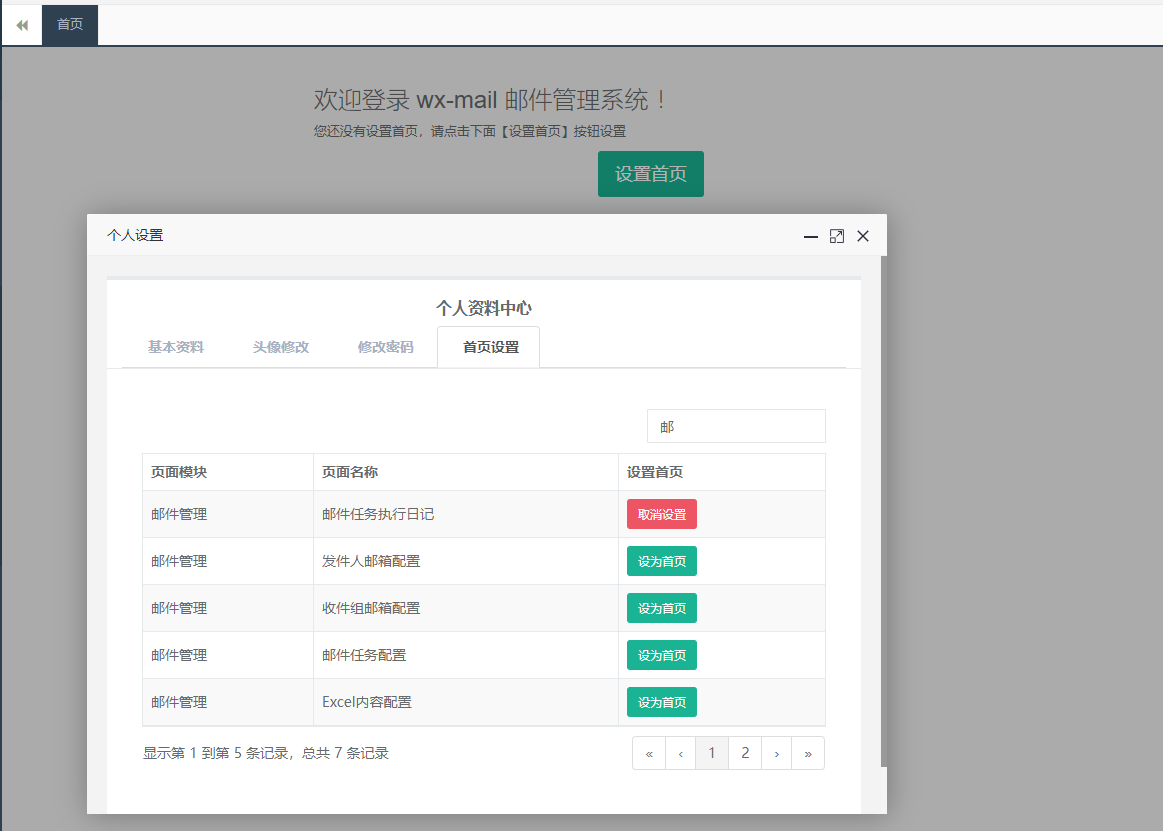 首页
欢迎登录 wx-mail 邮件管理系统！
您还没有设置首页，请点击下面【设置首页】按钮设置
设置首页
个人设置
个人资料中心
基本资料 头像修改 修改密码 首页设置
邮
页面模块 页面名称 设置首页
邮件管理 邮件任务执行日记 取消设置
邮件管理 发件人邮箱配置 设为首页
邮件管理 收件组邮箱配置 设为首页
邮件管理 邮件任务配置 设为首页
邮件管理 Excel内容配置 设为首页
显示第 1 到第 5 条记录，总共 7 条记录 « ‹ 1 2 › »